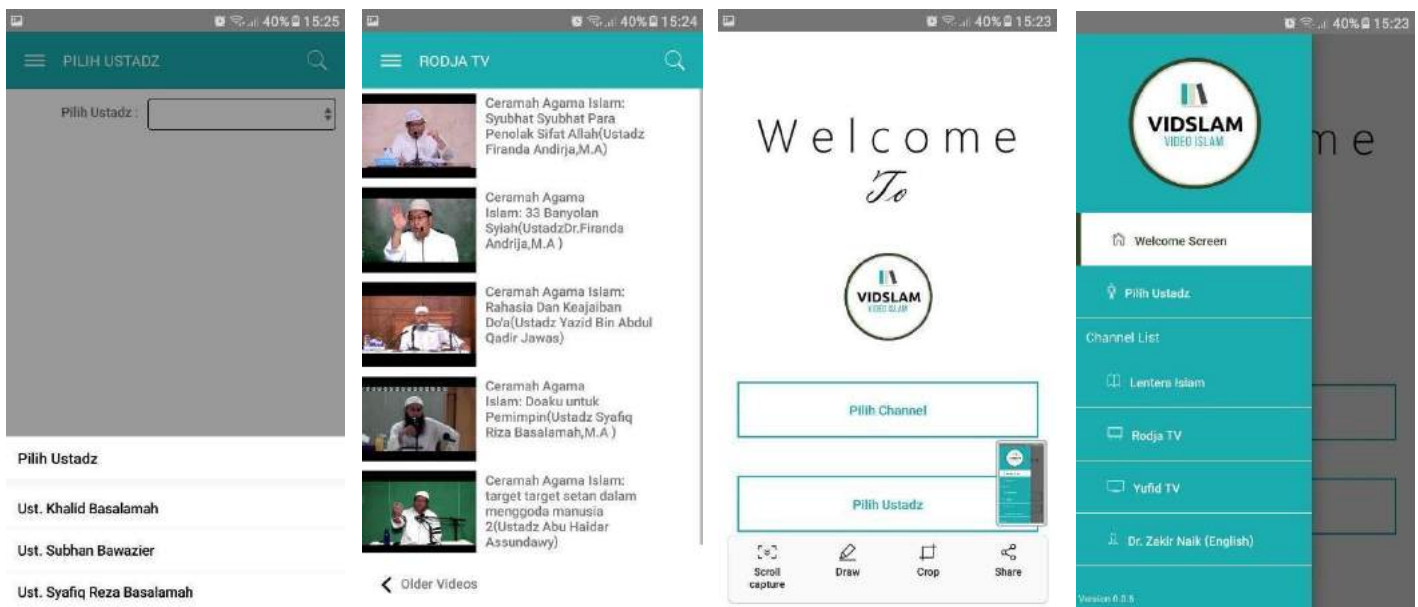 40% 15:25
PILIH USTADZ
Pilih Ustadz :
Pilih Ustadz
Ust. Khalid Basalamah
Ust. Subhan Bawazier
Ust. Syafiq Reza Basalamah
40% 15:24
RODJA TV
Ceramah Agama Islam:
Syubhat Syubhat Para
Penolak Sifat Allah(Ustadz
Firanda Andirja,M.A)
Ceramah Agama
Islam: 33 Banyolan
Syiah(UstadzDr.Firanda
Andrija,M.A )
Ceramah Agama Islam:
Rahasia Dan Keajaiban
Do'a(Ustadz Yazid Bin Abdul
Qadir Jawas)
Ceramah Agama
Islam: Doaku untuk
Pemimpin(Ustadz Syafiq
Riza Basalamah,M.A )
Ceramah Agama Islam:
target target setan dalam
menggoda manusia
2(Ustadz Abu Haidar
Assundawy)
Older Videos
40% 15:23
Welcome
To
VIDSLAM
VIDEO ISLAM
Pilih Channel
Pilih Ustadz
Scroll
capture
Draw
Crop
Share
40% 15:23
VIDSLAM
VIDEO ISLAM
me
Welcome Screen
Pilih Ustadz
Channel List
Lentera Islam
Rodja TV
Yufid TV
Dr. Zakir Naik (English)
Version